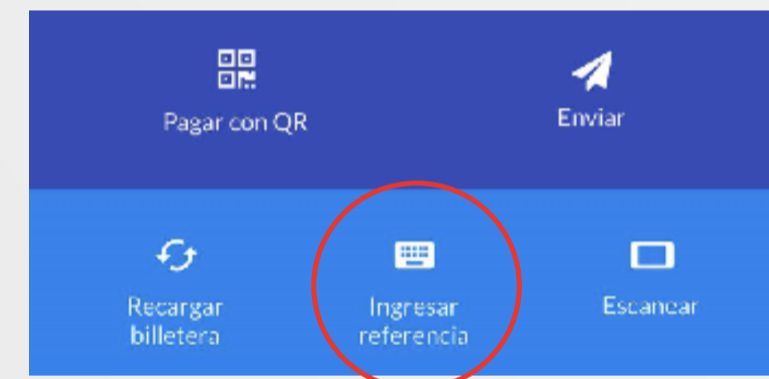 Pagar con QR
Enviar
Recargar
billetera
Ingresar
referencia
Escanear